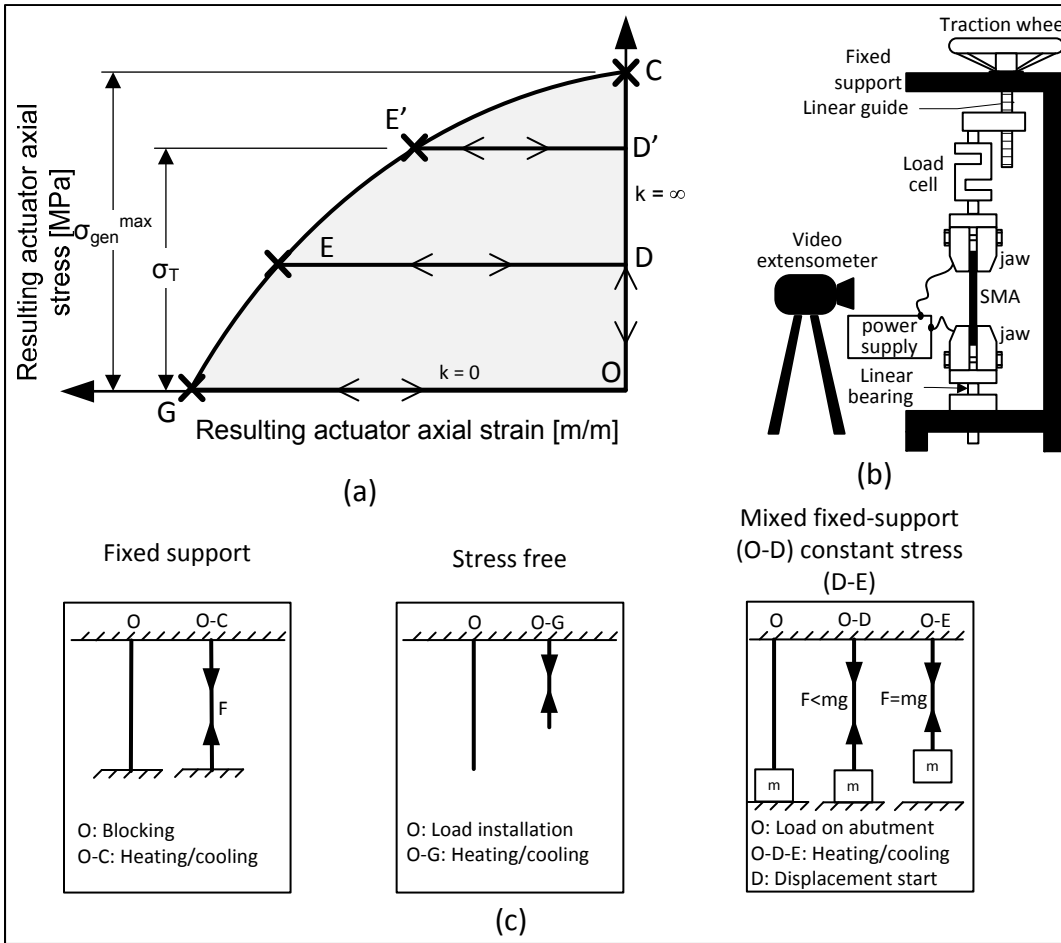 (a)
Resulting actuator axial
stress [MPa]
σgen max
σT
C
E’
D’
k = ∞
E
D
k = 0
O
G
Resulting actuator axial strain [m/m]
(b)
Traction wheel
Fixed
support
Linear guide
Load
cell
Video
extensometer
jaw
SMA
power
supply
jaw
Linear
bearing
(a)
(b)
Fixed support
O
O-C
F
O: Blocking
O-C: Heating/cooling
Stress free
O
O-G
O: Load installation
O-G: Heating/cooling
Mixed fixed-support
(O-D) constant stress
(D-E)
O
O-D
O-E
F<mg
F=mg
m
m
m
O: Load on abutment
O-D-E: Heating/cooling
D: Displacement start
(c)